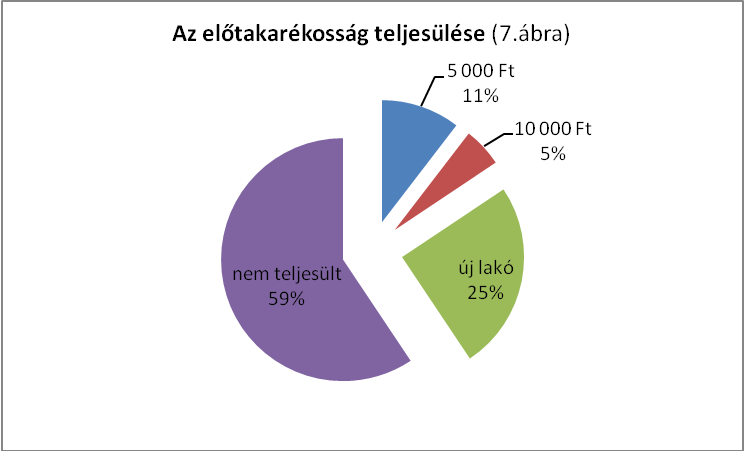 Az előtakarékosság teljesülése (7.ábra)
5 000 Ft
11%
10 000 Ft
5%
új lakó
25%
nem teljesült
59%